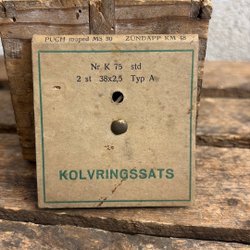 PUCH moped MS 50 ZÜNDAPP KM 48
Nr K 75 std
2 st 38x2,5 Typ A
KOLVRINGSSATS